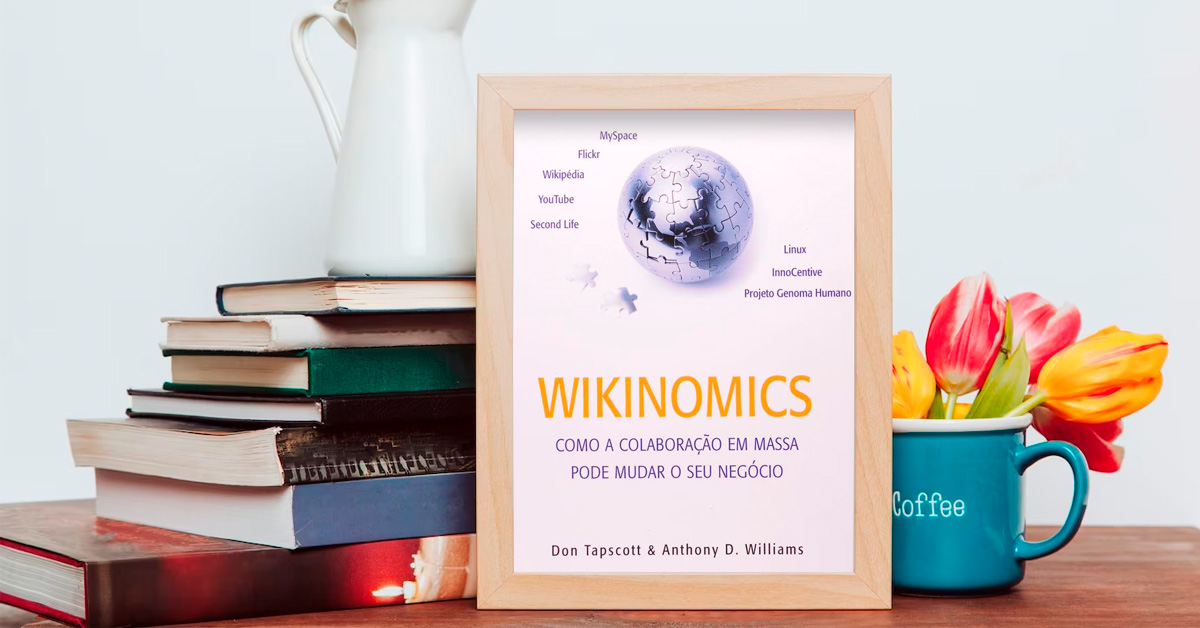 MySpace
Flickr
Wikipédia
YouTube
Second Life
Linux
InnoCentive
Projeto Genoma Humano
WIKINOMICS
COMO A COLABORAÇÃO EM MASSA
PODE MUDAR O SEU NEGÓCIO
Don Tapscott & Anthony D. Williams
Coffee